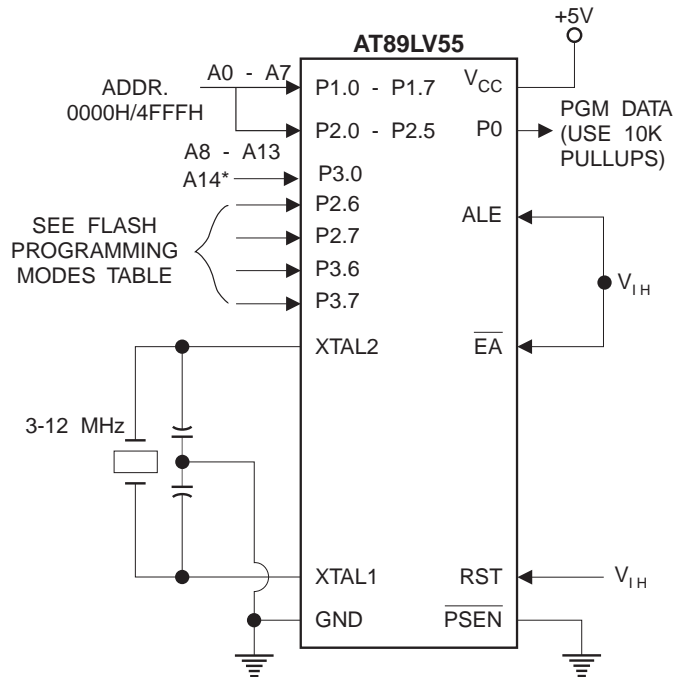 AT89LV55
+5V
ADDR.
0000H/4FFFH
A0 - A7
P1.0 - P1.7
VCC
P2.0 - P2.5
P0
PGM DATA
(USE 10K
PULLUPS)
A8 - A13
A14*
P3.0
SEE FLASH
PROGRAMMING
MODES TABLE
P2.6
P2.7
P3.6
P3.7
ALE
VIH
XTAL2
EA
3-12 MHz
XTAL1
RST
VIH
GND
PSEN